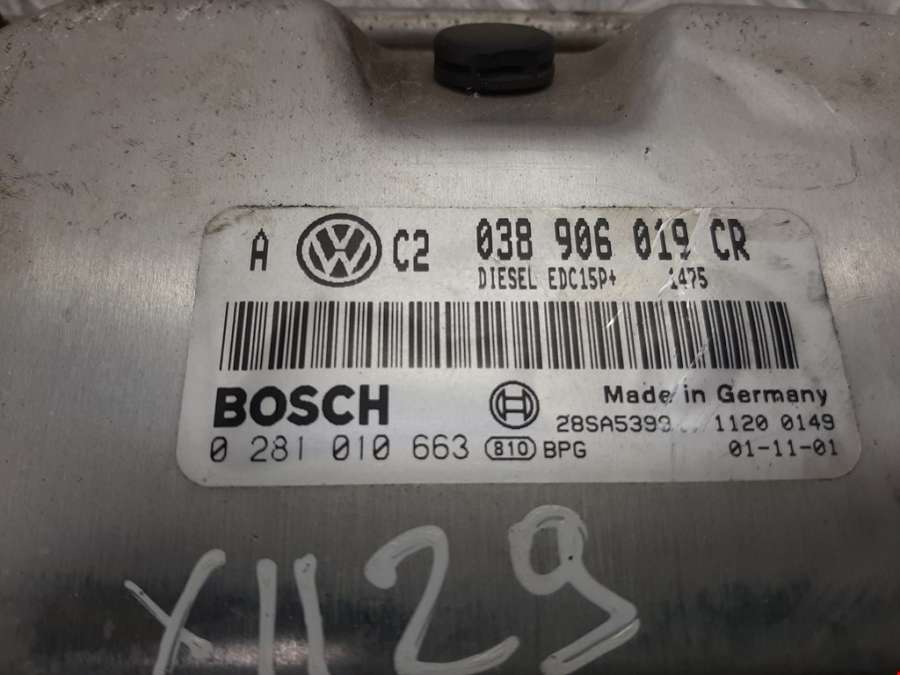 A VW C2 038 906 019 CR
DIESEL EDC15P+ 1475
BOSCH
Made in Germany
28SA5393 1120 0149
0 281 010 663 810 BPG 01-11-01
X1129